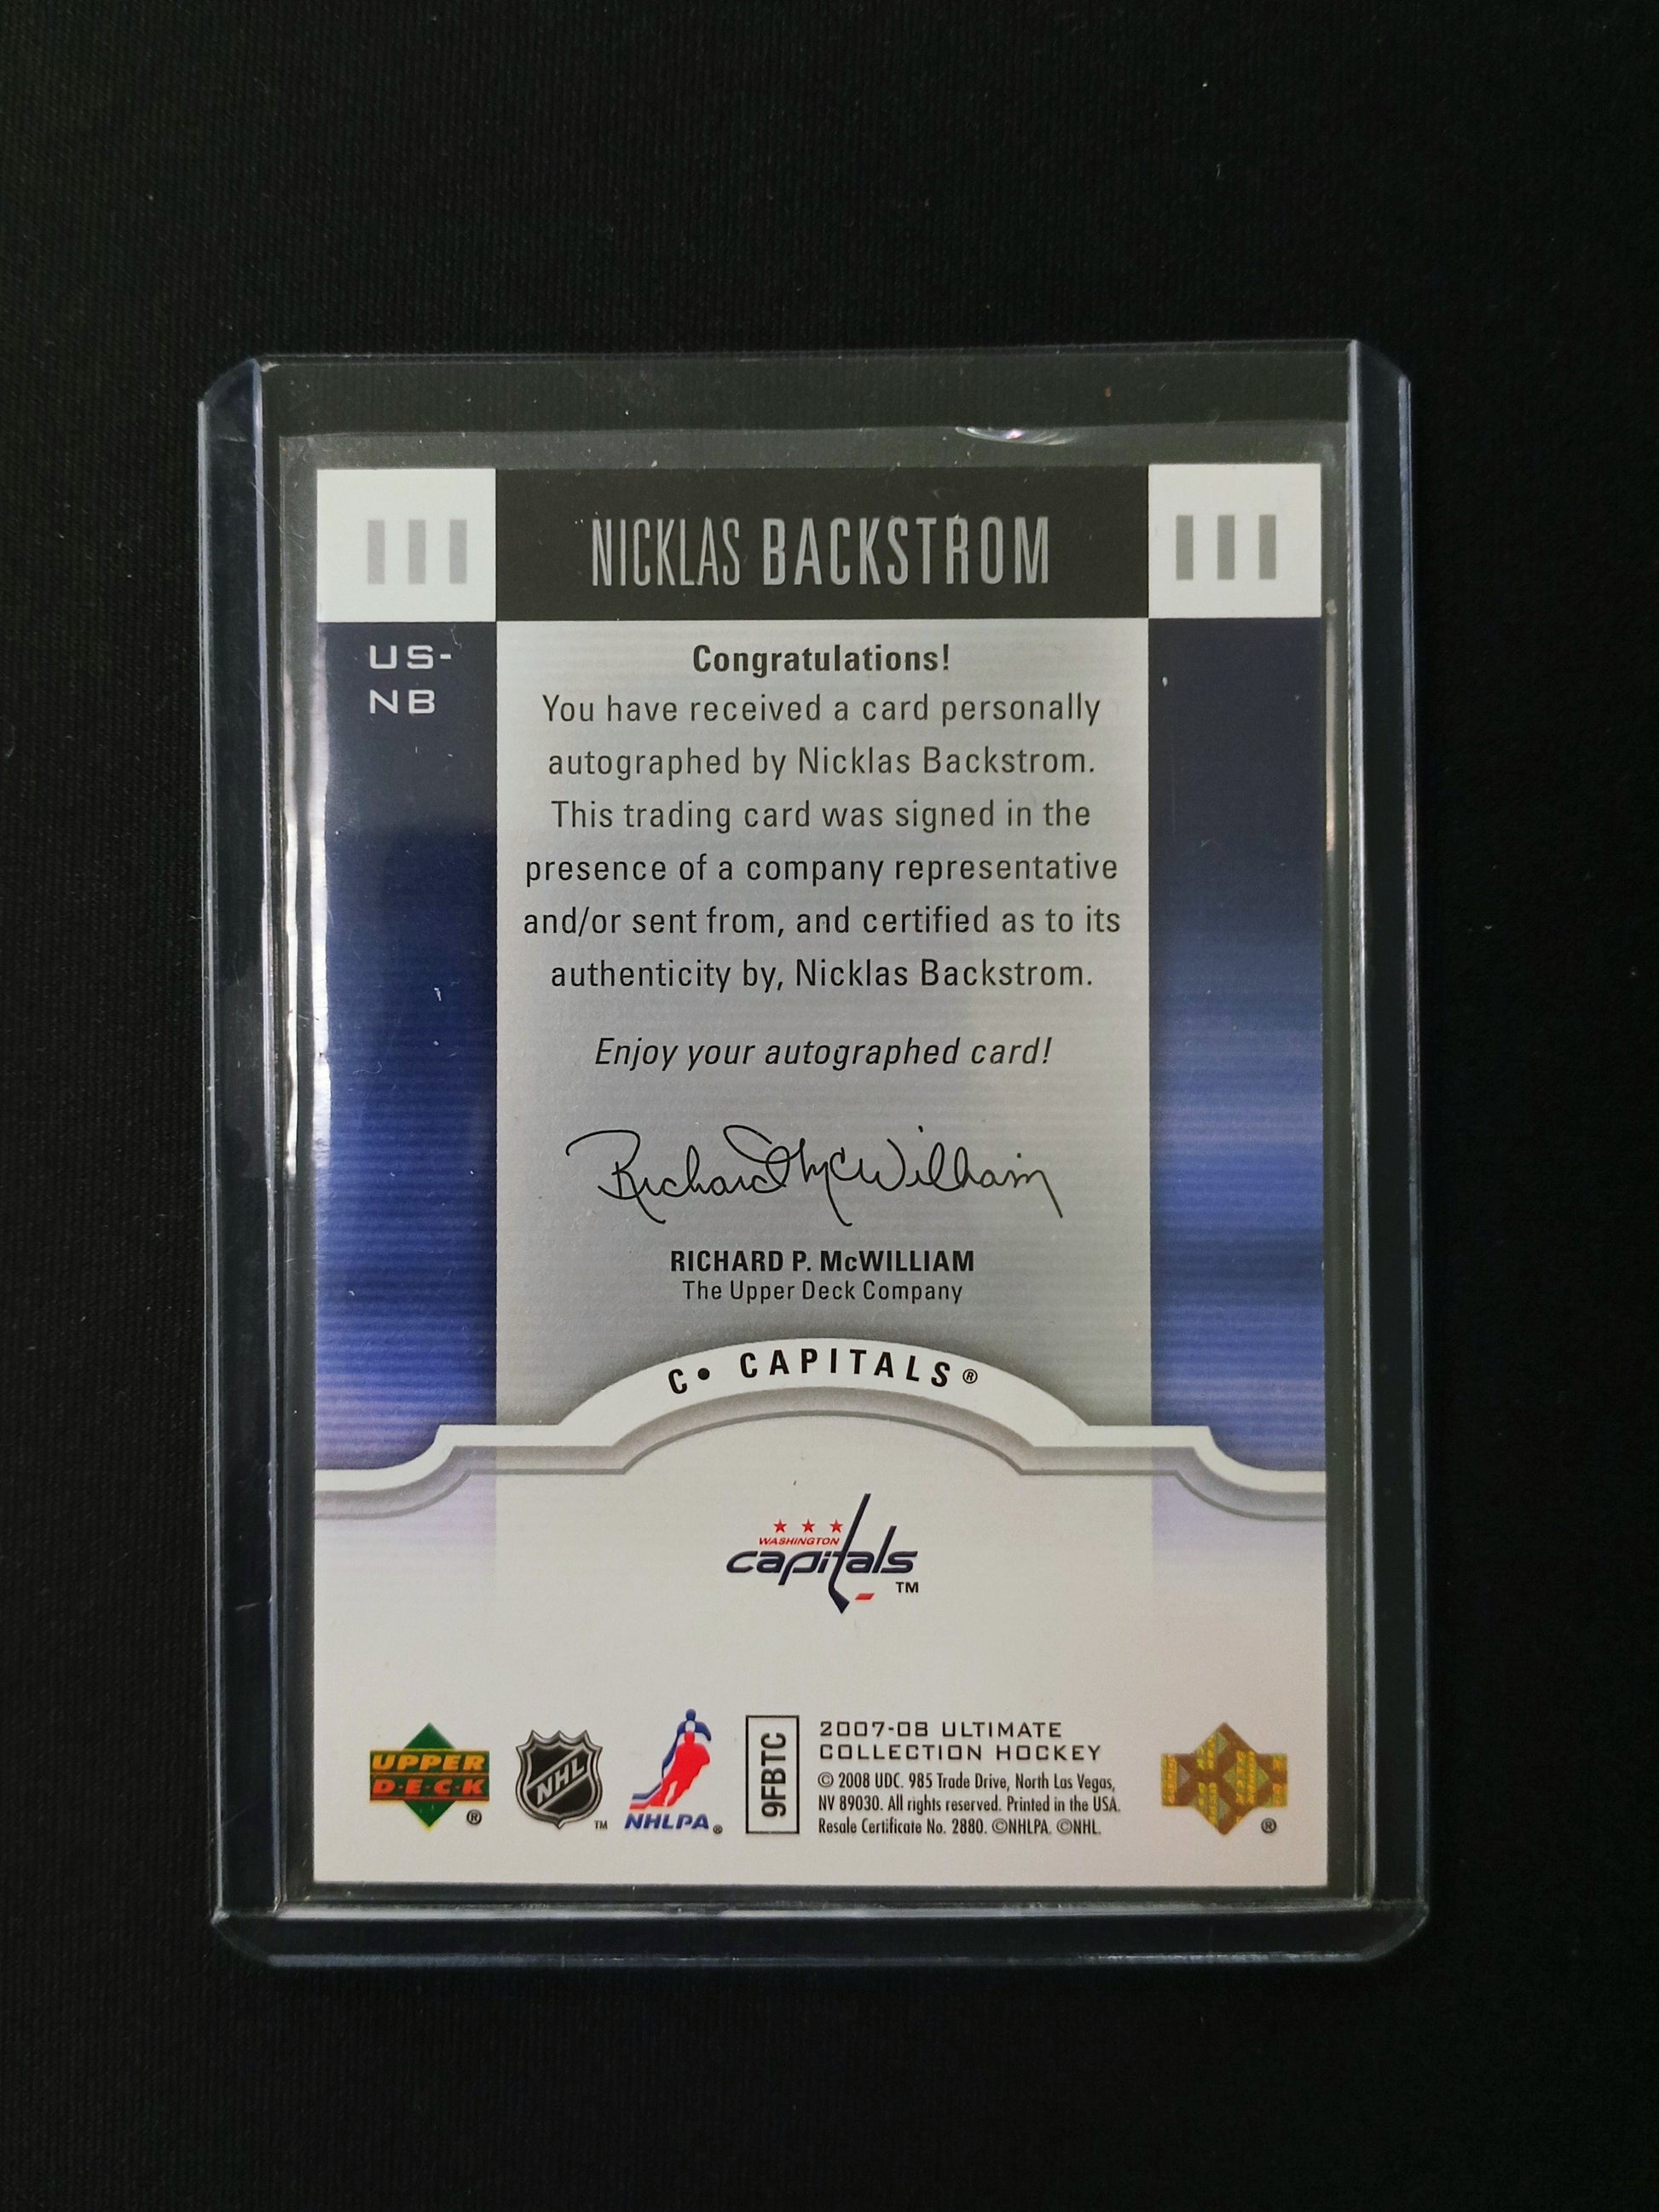 NICKLAS BACKSTROM
US-
NB
Congratulations!
You have received a card personally
autographed by Nicklas Backstrom.
This trading card was signed in the
presence of a company representative
and/or sent from, and certified as to its
authenticity by, Nicklas Backstrom.
Enjoy your autographed card!
Richard McWilliam
RICHARD P. McWILLIAM
The Upper Deck Company
C• CAPITALS®
WASHINGTON
capitals
TM
UPPER
D·E·C·K
®
NHL
TM
NHLPA®
9FBTC
2007-08 ULTIMATE
COLLECTION HOCKEY
© 2008 UDC. 985 Trade Drive, North Las Vegas,
NV 89030. All rights reserved. Printed in the USA.
Resale Certificate No. 2880. ©NHLPA. ©NHL.
®